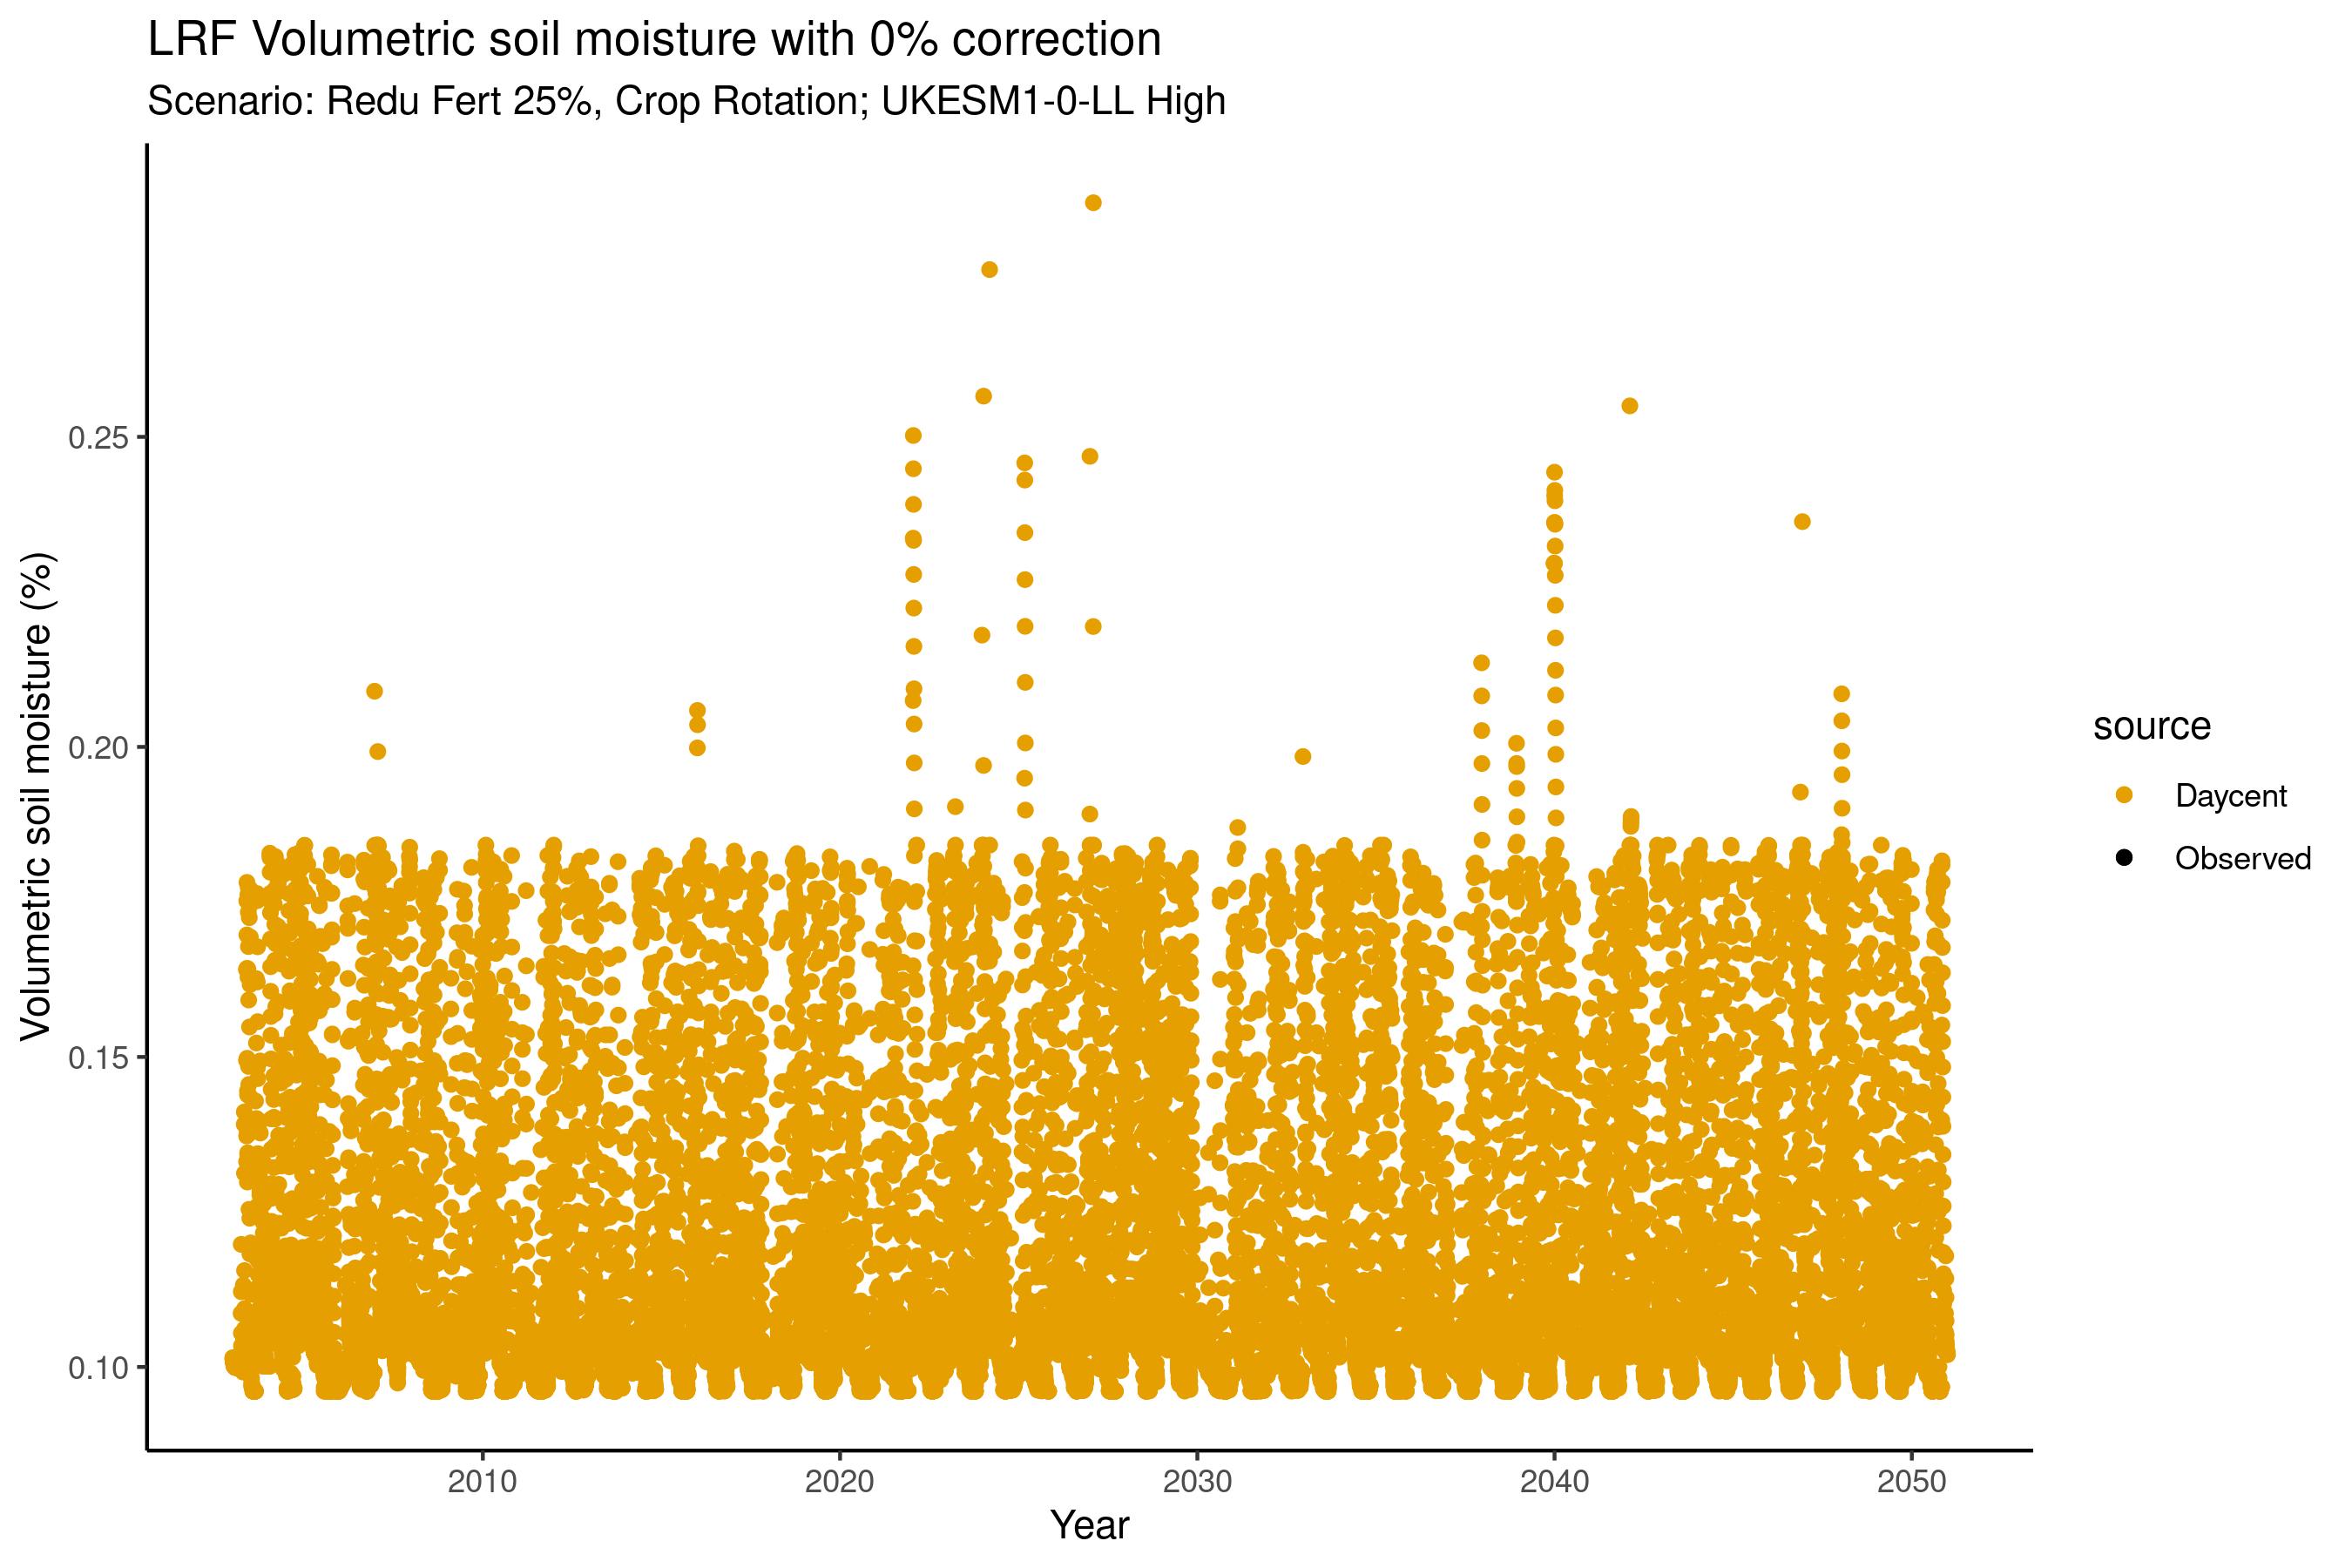 LRF Volumetric soil moisture with 0% correction
Scenario: Redu Fert 25%, Crop Rotation; UKESM1-0-LL High
Volumetric soil moisture (%)
0.25
0.20
0.15
0.10
2010 2020 2030 2040 2050
Year
source
Daycent
Observed